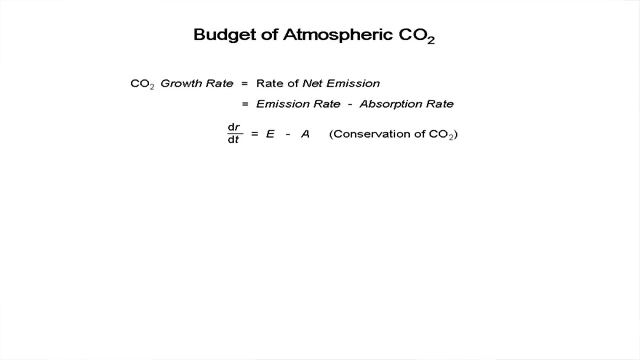 Budget of Atmospheric CO₂
CO₂ Growth Rate = Rate of Net Emission
= Emission Rate - Absorption Rate
dr/dt = E - A (Conservation of CO₂)